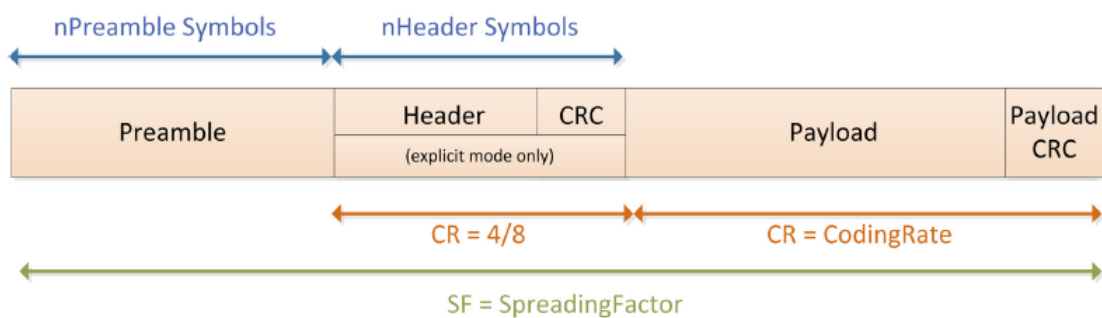 nPreamble Symbols nHeader Symbols
Preamble Header CRC Payload Payload
CRC
(explicit mode only)
CR = 4/8 CR = CodingRate
SF = SpreadingFactor